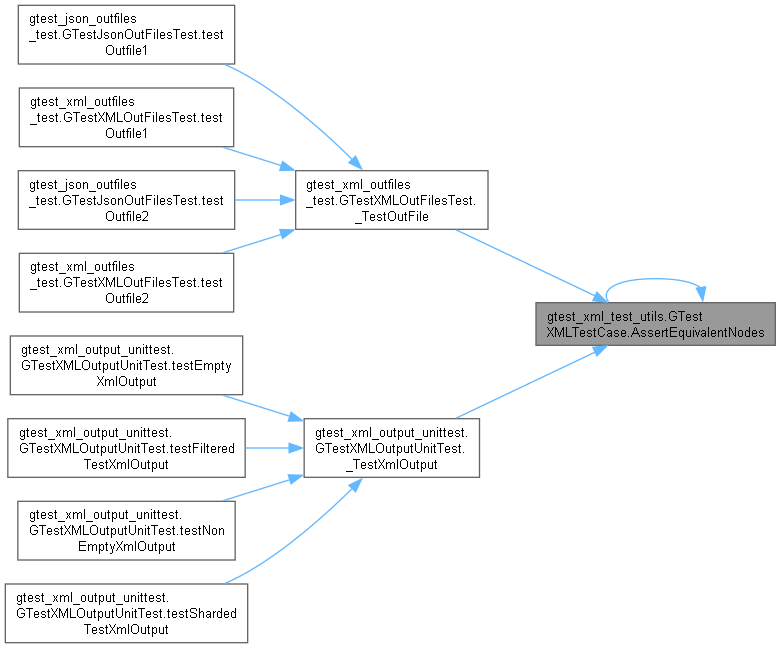 gtest_json_outfiles
_test.GTestJsonOutFilesTest.test
Outfile1
gtest_xml_outfiles
_test.GTestXMLOutFilesTest.test
Outfile1
gtest_json_outfiles
_test.GTestJsonOutFilesTest.test
Outfile2
gtest_xml_outfiles
_test.GTestXMLOutFilesTest.test
Outfile2
gtest_xml_output_unittest.
GTestXMLOutputUnitTest.testEmpty
XmlOutput
gtest_xml_output_unittest.
GTestXMLOutputUnitTest.testFiltered
TestXmlOutput
gtest_xml_output_unittest.
GTestXMLOutputUnitTest.testNon
EmptyXmlOutput
gtest_xml_output_unittest.
GTestXMLOutputUnitTest.testSharded
TestXmlOutput
gtest_xml_outfiles
_test.GTestXMLOutFilesTest.
_TestOutFile
gtest_xml_output_unittest.
GTestXMLOutputUnitTest.
_TestXmlOutput
gtest_xml_test_utils.GTest
XMLTestCase.AssertEquivalentNodes